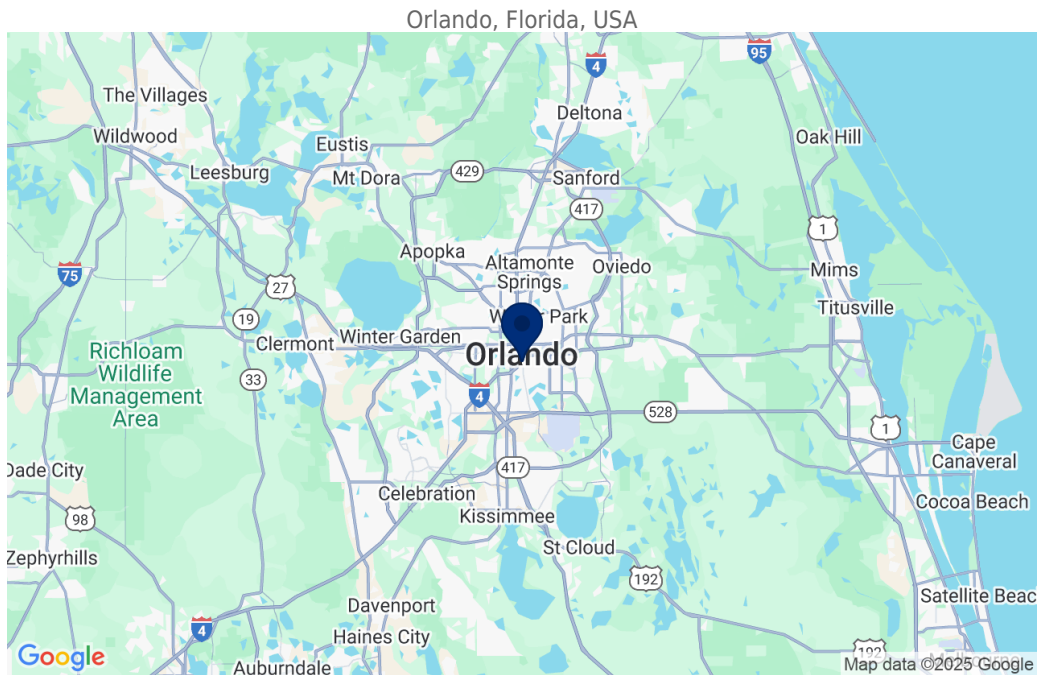 Orlando, Florida, USA
4
95
The Villages
Deltona
Wildwood
Oak Hill
Eustis
Leesburg
Mt Dora
429
Sanford
417
1
Apopka
Altamonte
Springs
Oviedo
Mims
75
27
Titusville
19
Winter Park
Winter Garden
Clermont
Orlando
Richloam
Wildlife
Management
Area
33
4
528
1
Cape
Canaveral
Dade City
417
Celebration
Cocoa Beach
98
Kissimmee
St Cloud
Zephyrhills
192
Satellite Beac
Davenport
4
Haines City
192
Google
Auburndale
Map data ©2025 Google